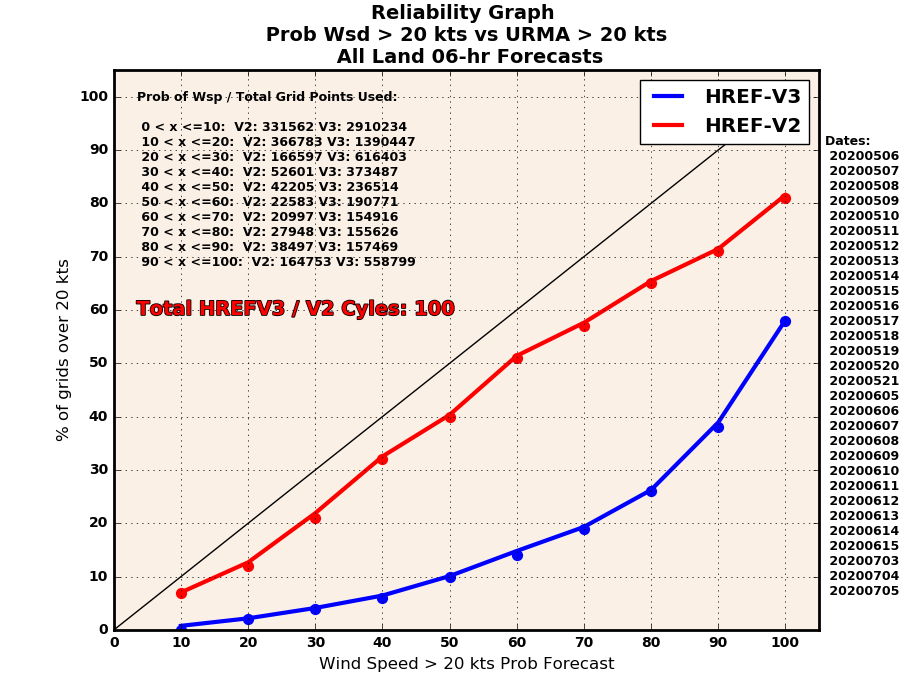 Reliability Graph
Prob Wsd > 20 kts vs URMA > 20 kts
All Land 06-hr Forecasts
Prob of Wsp / Total Grid Points Used:
0 < x <=10: V2: 331562 V3: 2910234
10 < x <=20: V2: 366783 V3: 1390447
20 < x <=30: V2: 166597 V3: 616403
30 < x <=40: V2: 52601 V3: 373487
40 < x <=50: V2: 42205 V3: 236514
50 < x <=60: V2: 22583 V3: 190771
60 < x <=70: V2: 20997 V3: 154916
70 < x <=80: V2: 27948 V3: 155626
80 < x <=90: V2: 38497 V3: 157469
90 < x <=100: V2: 164753 V3: 558799
Total HREFV3 / V2 Cyles: 100
HREF-V3
HREF-V2
% of grids over 20 kts
100
90
80
70
60
50
40
30
20
10
0
0 10 20 30 40 50 60 70 80 90 100
Wind Speed > 20 kts Prob Forecast
Dates:
20200506
20200507
20200508
20200509
20200510
20200511
20200512
20200513
20200514
20200515
20200516
20200517
20200518
20200519
20200520
20200521
20200605
20200606
20200607
20200608
20200609
20200610
20200611
20200612
20200613
20200614
20200615
20200703
20200704
20200705